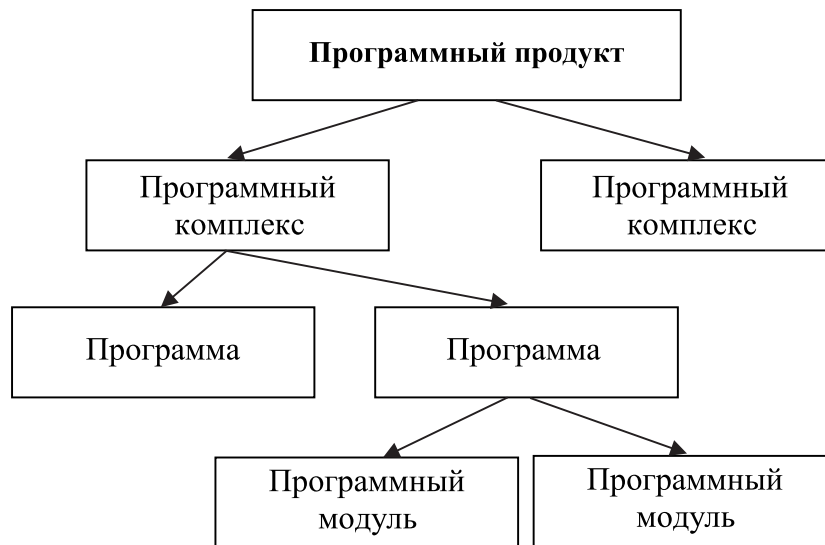 Программный продукт
Программный
комплекс
Программный
комплекс
Программа
Программа
Программный
модуль
Программный
модуль